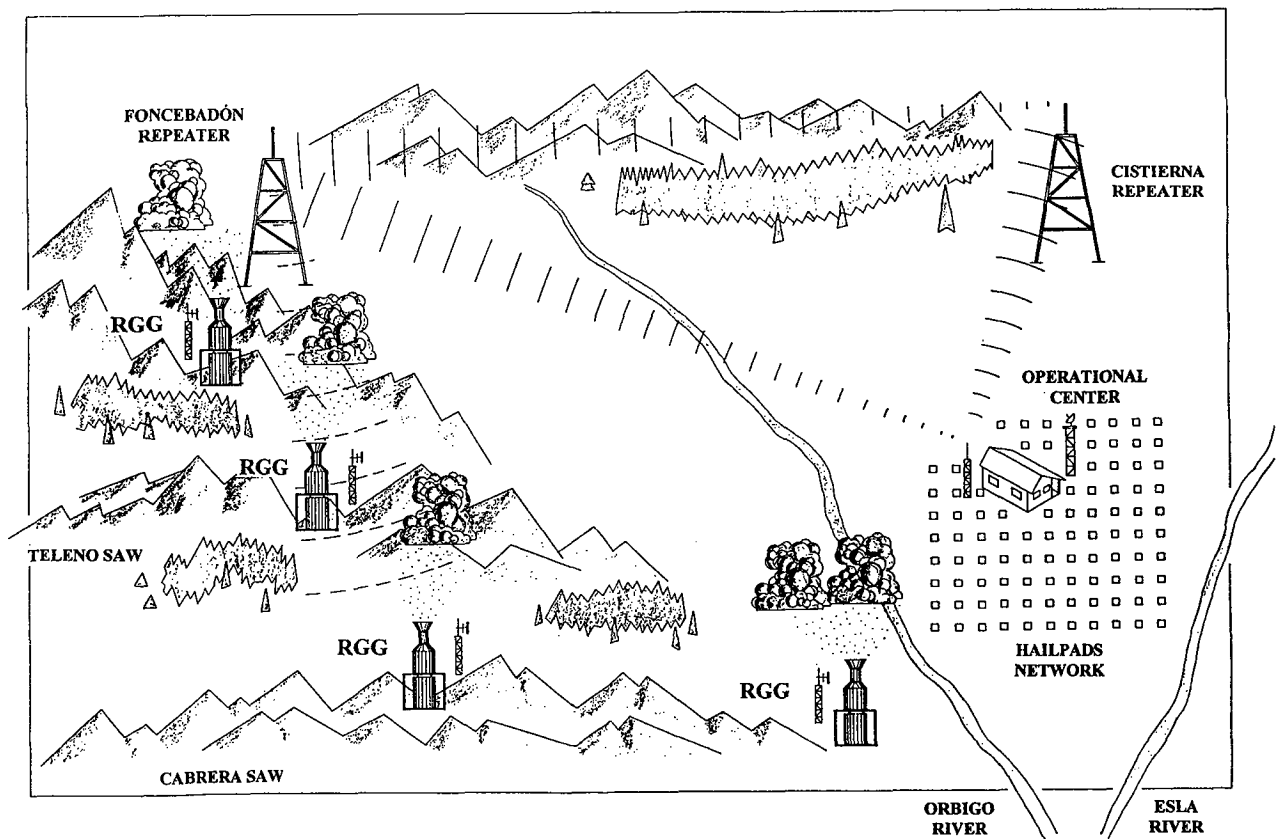 FONCEBADÓN
REPEATER
CISTIERNA
REPEATER
RGG
OPERATIONAL
CENTER
RGG
TELENO SAW
RGG
HAILPADS
NETWORK
RGG
CABRERA SAW
ORBIGO
RIVER
ESLA
RIVER